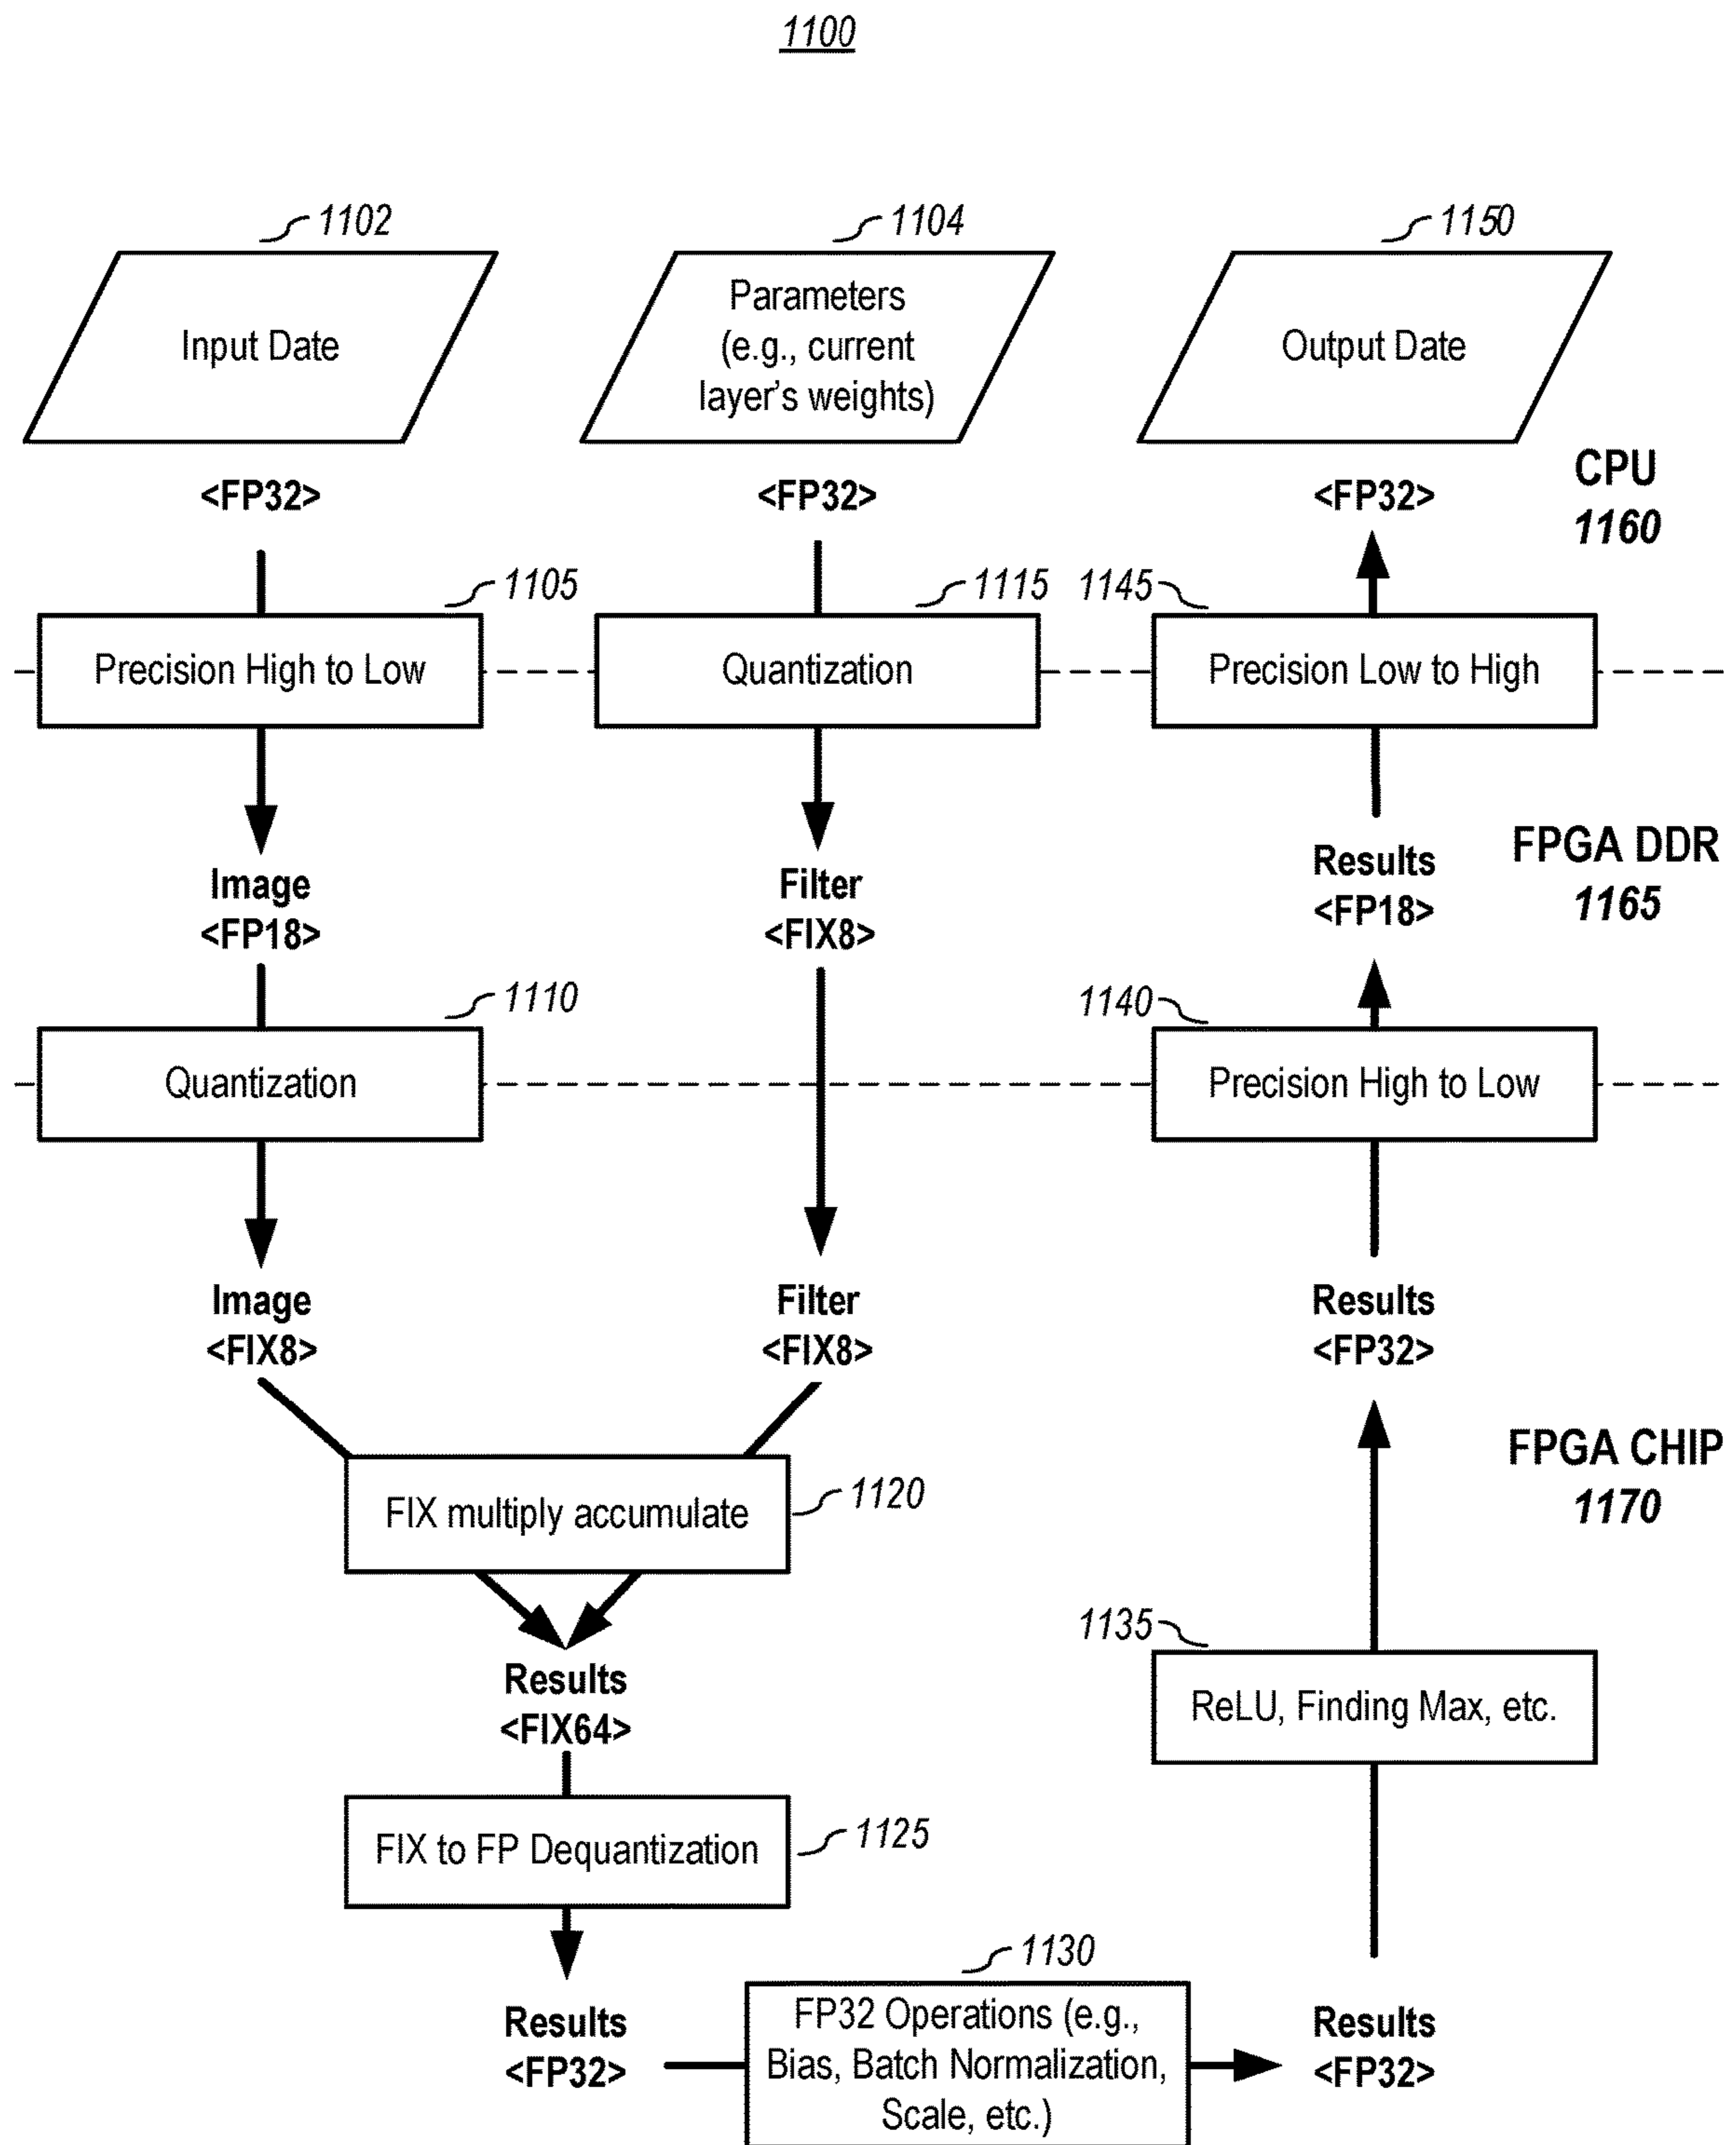 1100
1102
1104
1150
Input Date
Parameters
(e.g., current
layer's weights)
Output Date
<FP32>
<FP32>
<FP32>
CPU
1160
1105
1115
1145
Precision High to Low
Quantization
Precision Low to High
Image
<FP18>
Filter
<FIX8>
Results
<FP18>
FPGA DDR
1165
1110
1140
Quantization
Precision High to Low
Image
<FIX8>
Filter
<FIX8>
Results
<FP32>
FIX multiply accumulate
1120
FPGA CHIP
1170
Results
<FIX64>
1135
ReLU, Finding Max, etc.
FIX to FP Dequantization
1125
1130
Results
<FP32>
FP32 Operations (e.g.,
Bias, Batch Normalization,
Scale, etc.)
Results
<FP32>